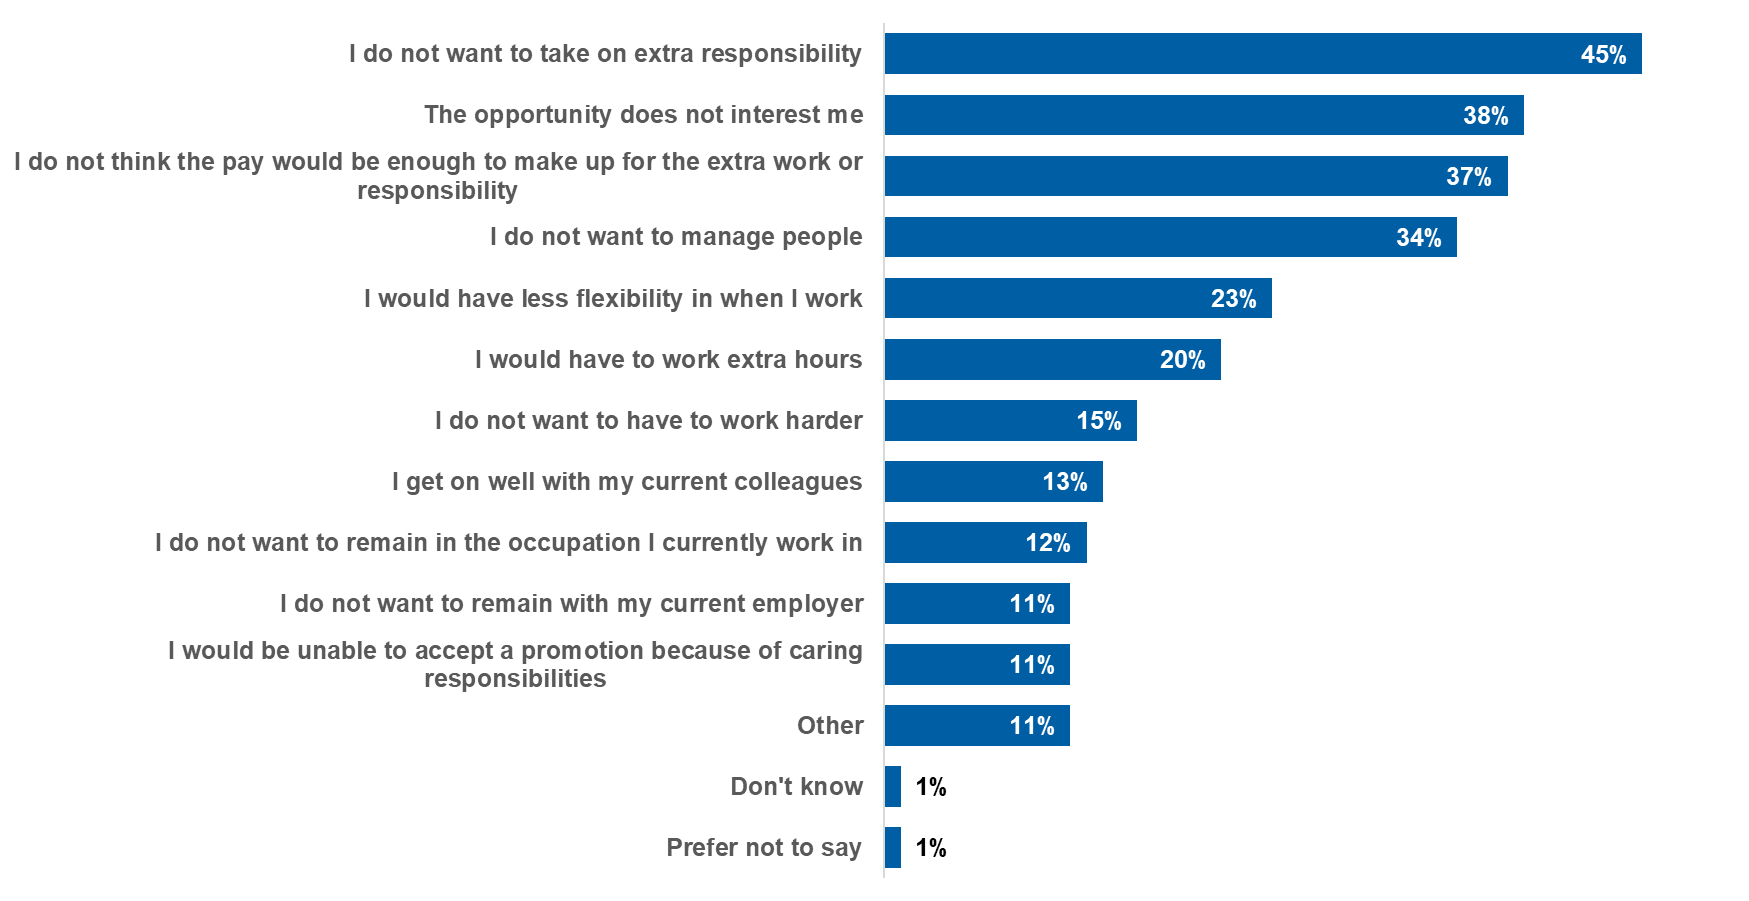 I do not want to take on extra responsibility
45%
The opportunity does not interest me
38%
I do not think the pay would be enough to make up for the extra work or
responsibility
37%
I do not want to manage people
34%
I would have less flexibility in when I work
23%
I would have to work extra hours
20%
I do not want to have to work harder
15%
I get on well with my current colleagues
13%
I do not want to remain in the occupation I currently work in
12%
I do not want to remain with my current employer
11%
I would be unable to accept a promotion because of caring
responsibilities
11%
Other
11%
Don't know
1%
Prefer not to say
1%